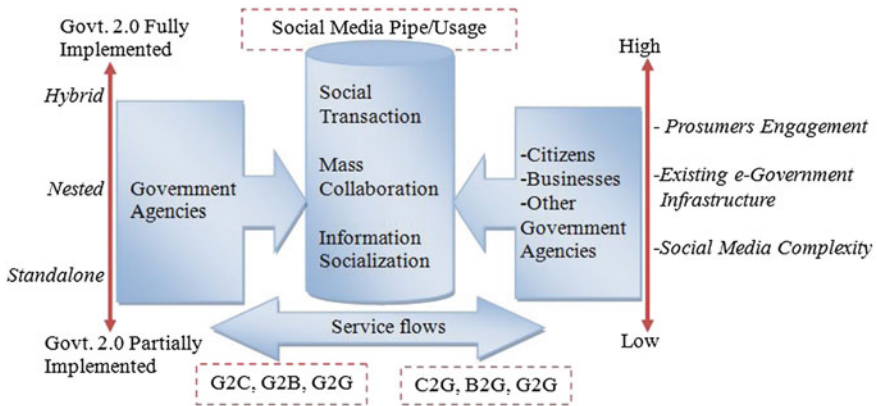 Govt. 2.0 Fully
Implemented
Hybrid
Nested
Standalone
Govt. 2.0 Partially
Implemented
Government
Agencies
Social Media Pipe/Usage
Social
Transaction
Mass
Collaboration
Information
Socialization
-Citizens
-Businesses
-Other
Government
Agencies
High
- Prosumers Engagement
-Existing e-Government
Infrastructure
-Social Media Complexity
Low
Service flows
G2C, G2B, G2G
C2G, B2G, G2G